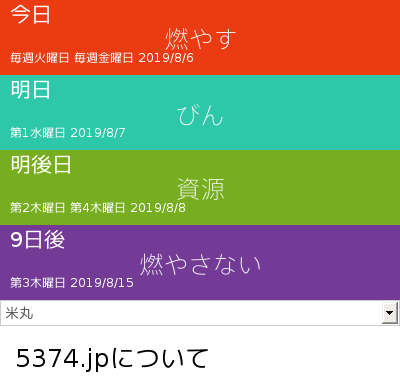 今日
燃やす
毎週火曜日 毎週金曜日 2019/8/6
明日
びん
第1水曜日 2019/8/7
明後日
資源
第2木曜日 第4木曜日 2019/8/8
9日後
燃やさない
第3木曜日 2019/8/15
米丸
5374.jpについて